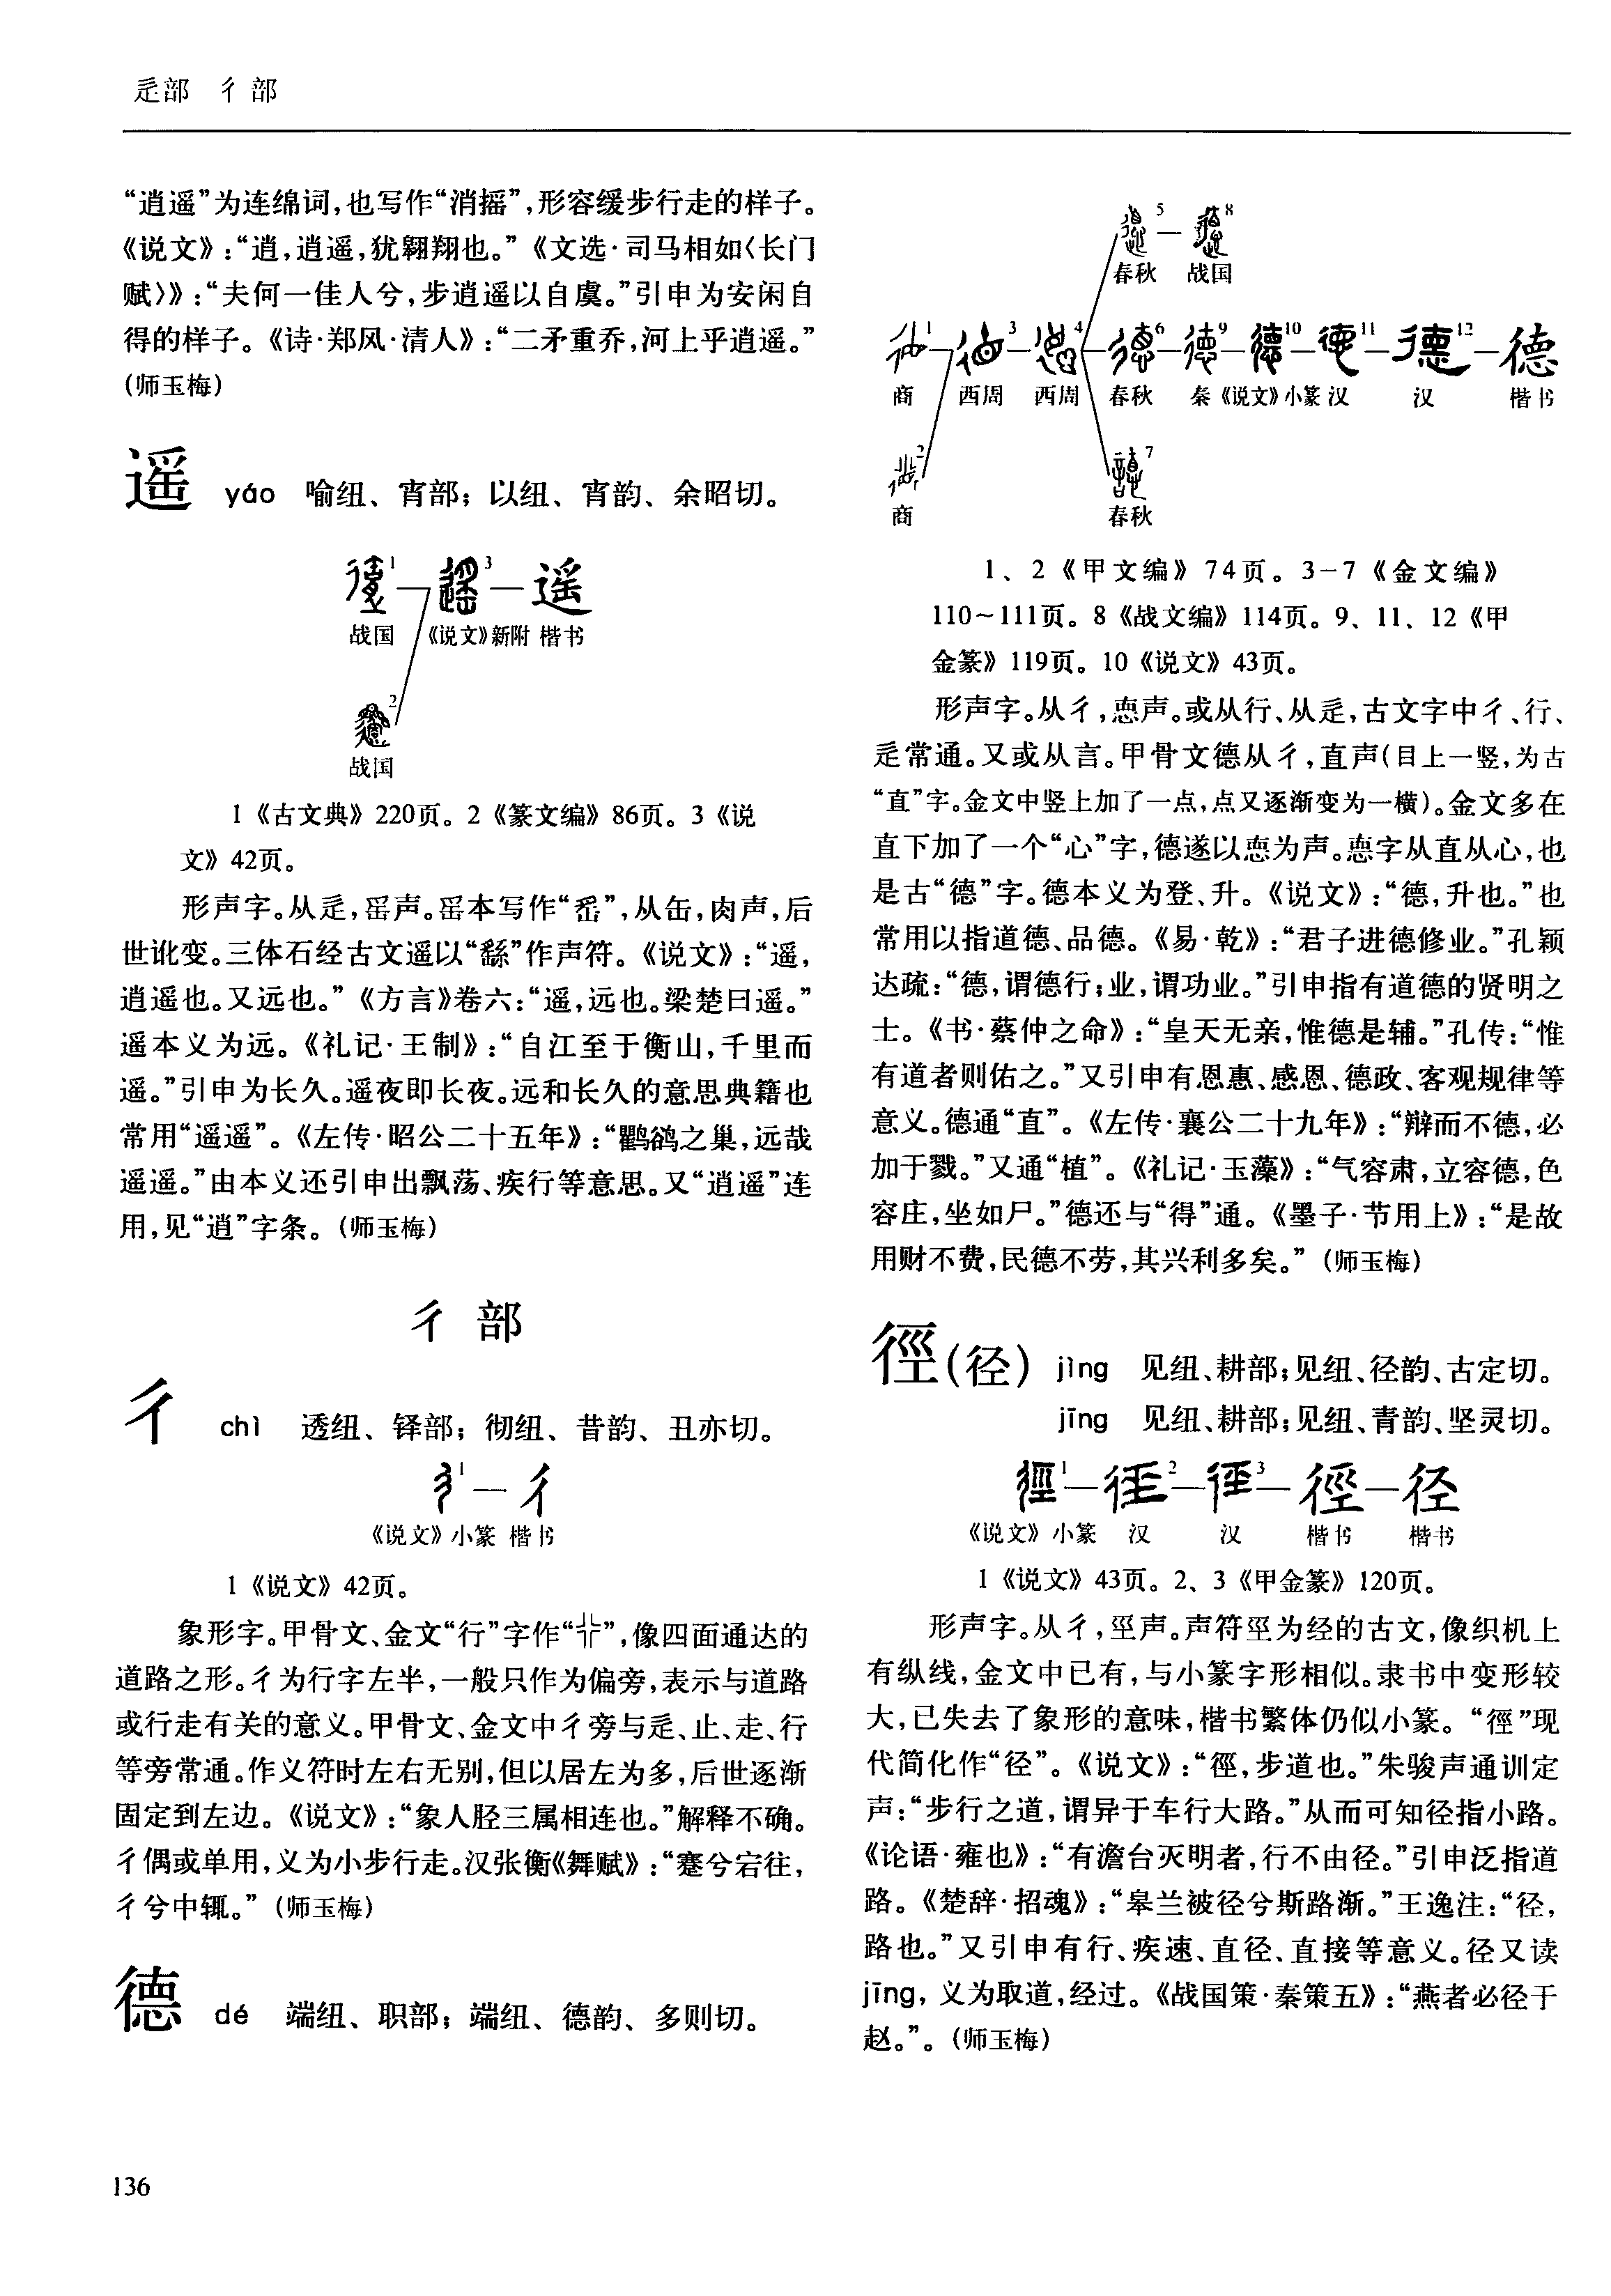 辵部　彳部
“逍遥”为连绵词,也写作“消摇”,形容缓步行走的样子。
《说文》:“逍,逍遥,犹翱翔也。”《文选·司马相如〈长门
赋〉》:“夫何一佳人兮,步逍遥以自虞。”引申为安闲自
得的样子。《诗·郑风·清人》:“二矛重乔,河上乎逍遥。”
(师玉梅)
遥 yáo 喻纽、宵部；以纽、宵韵、余昭切。
1 — 3 — 遥
战国 《说文》新附 楷书
2
战国
1《古文典》220页。2《篆文编》86页。3《说
文》42页。
形声字。从辵,䍃声。䍃本写作“䍃”,从缶,肉声,后
世讹变。三体石经古文遥以“繇”作声符。《说文》:“遥,
逍遥也。又远也。”《方言》卷六:“遥,远也。梁楚曰遥。”
遥本义为远。《礼记·王制》:“自江至于衡山,千里而
遥。”引申为长久。遥夜即长夜。远和长久的意思典籍也
常用“遥遥”。《左传·昭公二十五年》:“鸜鹆之巢,远哉
遥遥。”由本义还引申出飘荡、疾行等意思。又“逍遥”连
用,见“逍”字条。(师玉梅)
彳部
彳 chì 透纽、铎部；彻纽、昔韵、丑亦切。
1 — 彳
《说文》小篆 楷书
1《说文》42页。
象形字。甲骨文、金文“行”字作“”,像四面通达的
道路之形。彳为行字左半,一般只作为偏旁,表示与道路
或行走有关的意义。甲骨文、金文中彳旁与辵、止、走、行
等旁常通。作义符时左右无别,但以居左为多,后世逐渐
固定到左边。《说文》:“象人胫三属相连也。”解释不确。
彳偶或单用,义为小步行走。汉张衡《舞赋》:“蹇兮宕往,
彳兮中辄。”(师玉梅)
德 dé 端纽、职部；端纽、德韵、多则切。
5 — 8
春秋 战国
1 — 3 — 4 — 6 — 9 — 10 — 11 — 12 — 德
商 西周 西周 春秋 秦《说文》小篆 汉 汉 楷书
2 7
商 春秋
1、2《甲文编》74页。3-7《金文编》
110~111页。8《战文编》114页。9、11、12《甲
金篆》119页。10《说文》43页。
形声字。从彳,悳声。或从行、从辵,古文字中彳、行、
辵常通。又或从言。甲骨文德从彳,直声(目上一竖,为古
“直”字。金文中竖上加了一点,点又逐渐变为一横)。金文多在
直下加了一个“心”字,德遂以悳为声。悳字从直从心,也
是古“德”字。德本义为登、升。《说文》:“德,升也。”也
常用以指道德、品德。《易·乾》:“君子进德修业。”孔颖
达疏:“德,谓德行;业,谓功业。”引申指有道德的贤明之
士。《书·蔡仲之命》:“皇天无亲,惟德是辅。”孔传:“惟
有道者则佑之。”又引申有恩惠、感恩、德政、客观规律等
意义。德通“直”。《左传·襄公二十九年》:“辩而不德,必
加于戮。”又通“植”。《礼记·玉藻》:“气容肃,立容德,色
容庄,坐如尸。”德还与“得”通。《墨子·节用上》:“是故
用财不费,民德不劳,其兴利多矣。”(师玉梅)
徑(径) jìng 见纽、耕部;见纽、径韵、古定切。
jīng 见纽、耕部;见纽、青韵、坚灵切。
1 — 2 — 3 — 徑 — 径
《说文》小篆 汉 汉 楷书 楷书
1《说文》43页。2、3《甲金篆》120页。
形声字。从彳,巠声。声符巠为经的古文,像织机上
有纵线,金文中已有,与小篆字形相似。隶书中变形较
大,已失去了象形的意味,楷书繁体仍似小篆。“徑”现
代简化作“径”。《说文》:“徑,步道也。”朱骏声通训定
声:“步行之道,谓异于车行大路。”从而可知径指小路。
《论语·雍也》:“有澹台灭明者,行不由径。”引申泛指道
路。《楚辞·招魂》:“皋兰被径兮斯路渐。”王逸注:“径,
路也。”又引申有行、疾速、直径、直接等意义。径又读
jīng, 义为取道,经过。《战国策·秦策五》:“燕者必径于
赵。”。(师玉梅)
136